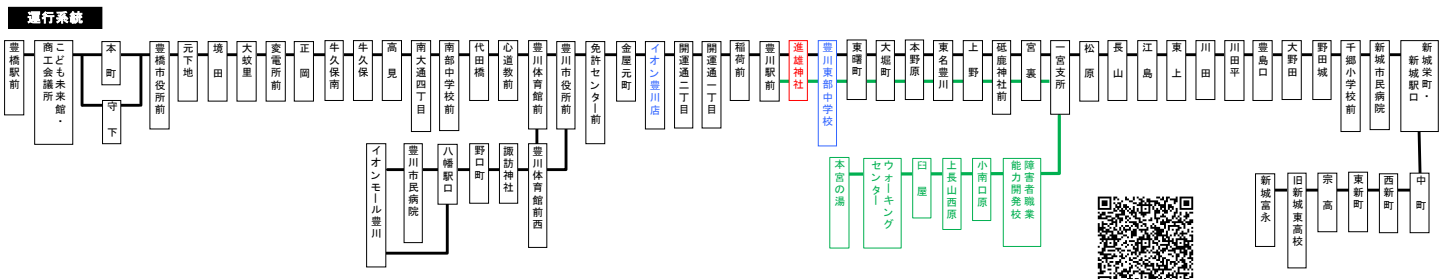 運行系統
豊橋駅前
こども未来館・
商工会議所
本町
守下
豊橋市役所前
元下地
境田
大蚊里
変電所前
正岡
牛久保南
牛久保
高見
南大通四丁目
南部中学校前
代田橋
心道教前
豊川体育館前
豊川市役所前
免許センター前
金屋元町
イオン豊川店
開運通二丁目
開運通一丁目
稲荷前
豊川駅前
進雄神社
豊川東部中学校
東曙町
大堀町
本野原
東名豊川
上野
砥鹿神社前
宮裏
一宮支所
松原
長山
江島
東上
川田
川田平
豊島口
大野田
野田城
千郷小学校前
新城市民病院
新城栄町・
新城駅口
イオンモール豊川
豊川市民病院
八幡駅口
野口町
諏訪神社
豊川体育館前西
本宮の湯
ウォーキング
センター
臼屋
上長山西原
小南口原
障害者職業
能力開発校
新城富永
旧新城東高校
宗高
東新町
西新町
中町